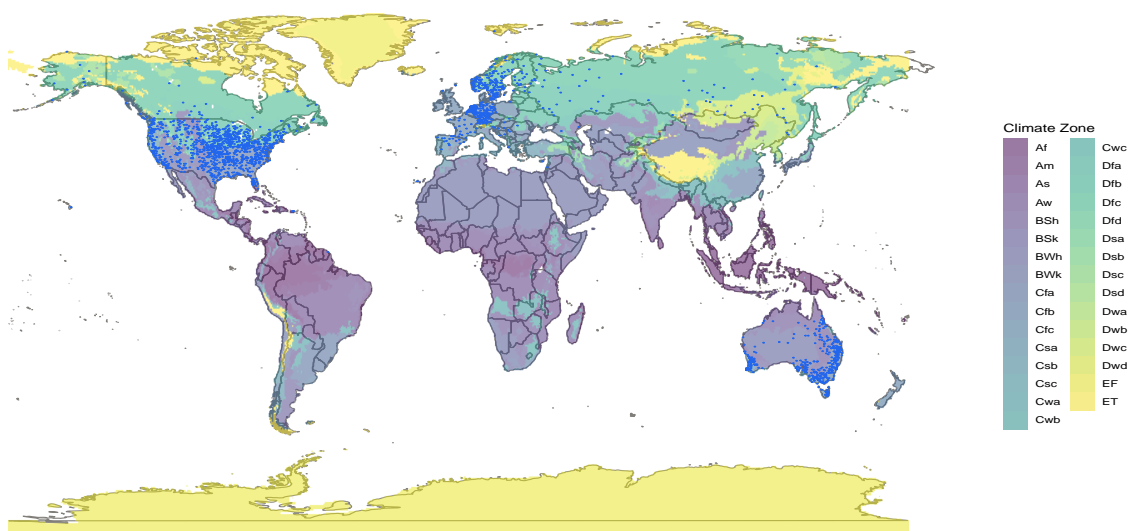 Climate Zone
Af
Am
As
Aw
BSh
BSk
BWh
BWk
Cfa
Cfb
Cfc
Csa
Csb
Csc
Cwa
Cwb
Cwc
Dfa
Dfb
Dfc
Dfd
Dsa
Dsb
Dsc
Dsd
Dwa
Dwb
Dwc
Dwd
EF
ET